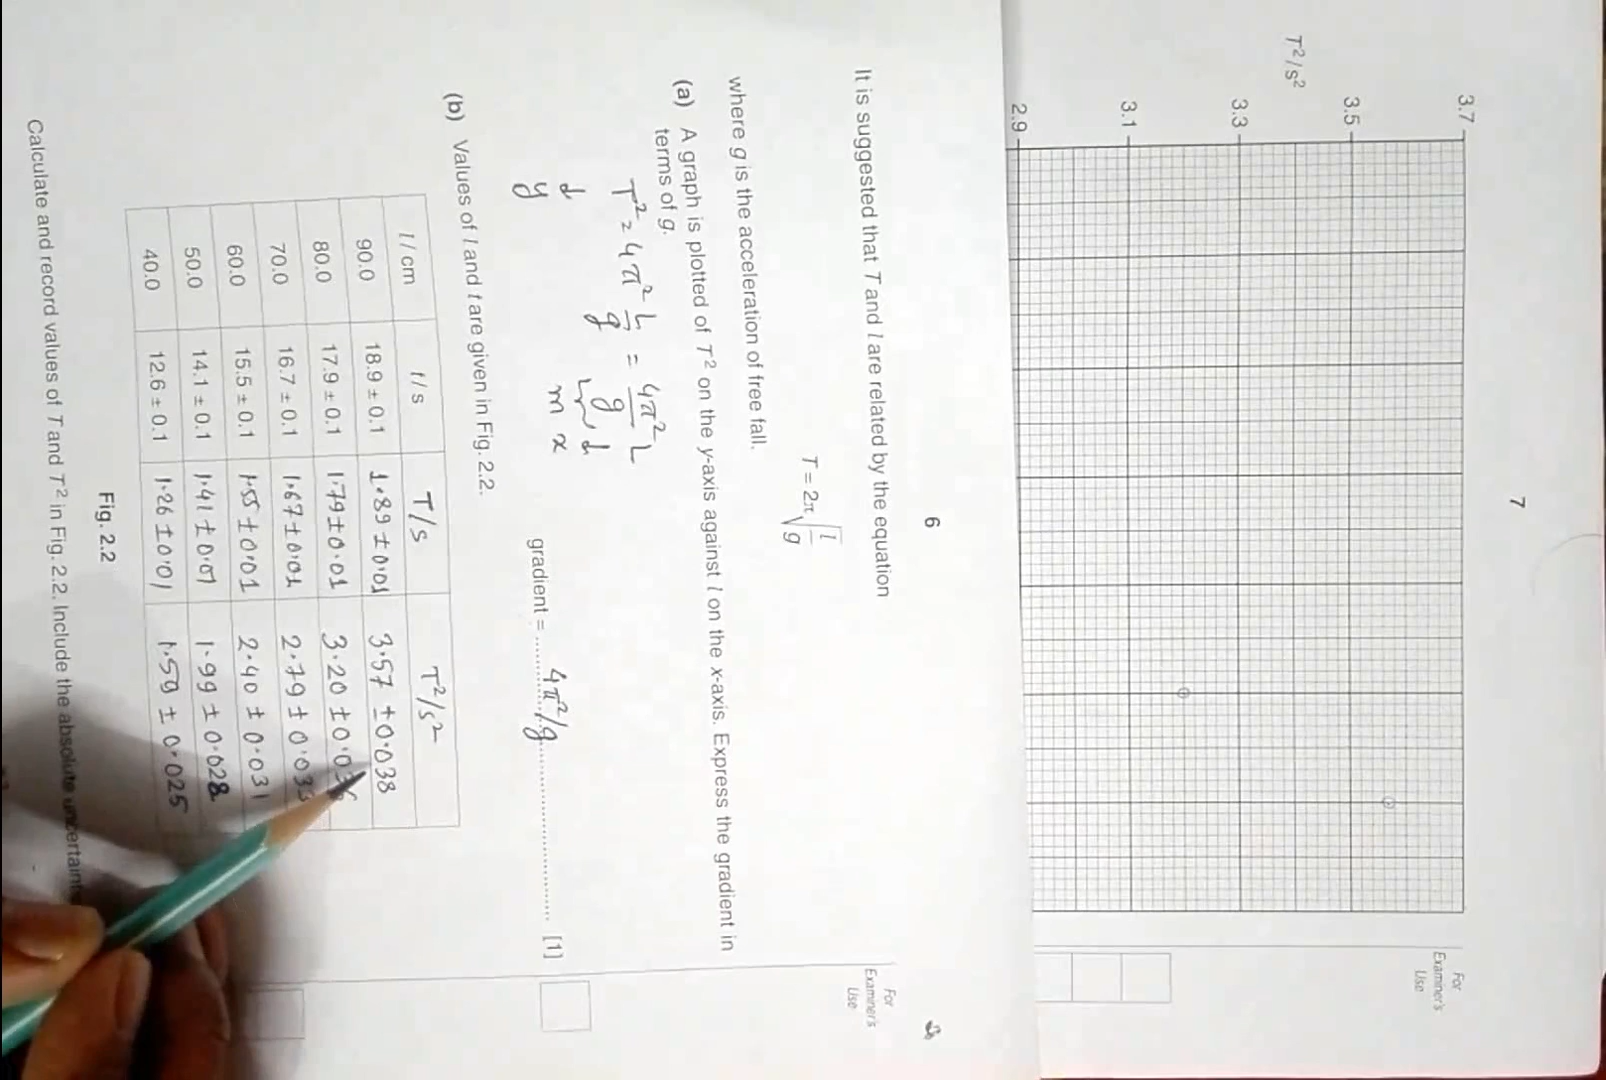 7
For
Examiner's
Use
3.7
3.5
T²/s²
3.3
3.1
2.9
6
For
Examiner's
Use
It is suggested that T and l are related by the equation
T = 2π√(l/g)
where g is the acceleration of free fall.
(a) A graph is plotted of T² on the y-axis against l on the x-axis. Express the gradient in
terms of g.
T² = 4π² L/g = 4π²/g L
y
m x
gradient = 4π²/g [1]
(b) Values of l and t are given in Fig. 2.2.
l/cm t/s T/s T²/s²
90.0 18.9 ± 0.1 1.89 ± 0.01 3.57 ± 0.038
80.0 17.9 ± 0.1 1.79 ± 0.01 3.20 ± 0.03
70.0 16.7 ± 0.1 1.67 ± 0.01 2.79 ± 0.033
60.0 15.5 ± 0.1 1.55 ± 0.01 2.40 ± 0.031
50.0 14.1 ± 0.1 1.41 ± 0.01 1.99 ± 0.028
40.0 12.6 ± 0.1 1.26 ± 0.01 1.59 ± 0.025
Fig. 2.2
Calculate and record values of T and T² in Fig. 2.2. Include the absolute